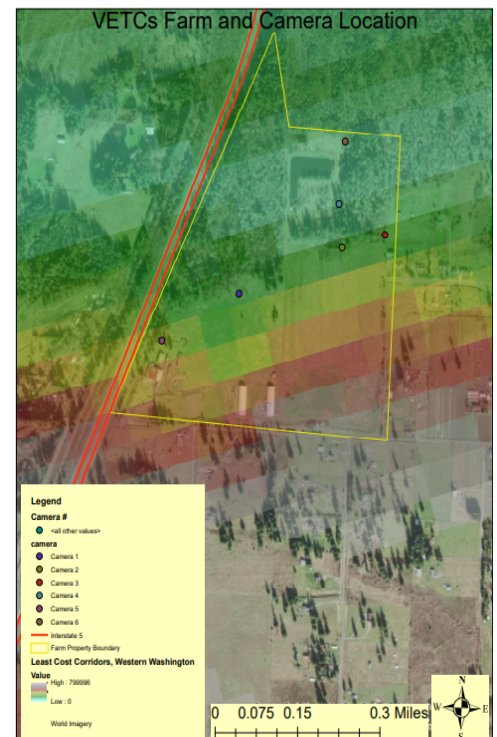 VETCs Farm and Camera Location
Legend
Camera #
<all other values>
camera
Camera 1
Camera 2
Camera 3
Camera 4
Camera 5
Camera 6
Interstate 5
Farm Property Boundary
Least Cost Corridors, Western Washington
Value
High : 799996
Low : 0
World Imagery
0 0.075 0.15 0.3 Miles
N
W E
S